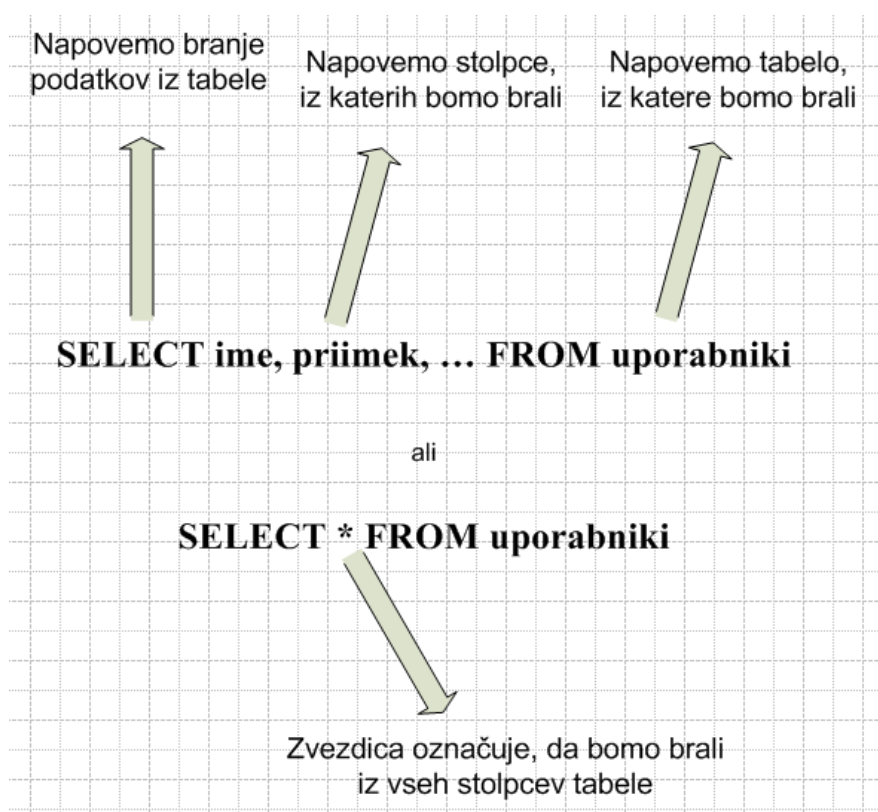 Napovemo branje
podatkov iz tabele
Napovemo stolpce,
iz katerih bomo brali
Napovemo tabelo,
iz katere bomo brali
SELECT ime, priimek, … FROM uporabniki
ali
SELECT * FROM uporabniki
Zvezdica označuje, da bomo brali
iz vseh stolpcev tabele